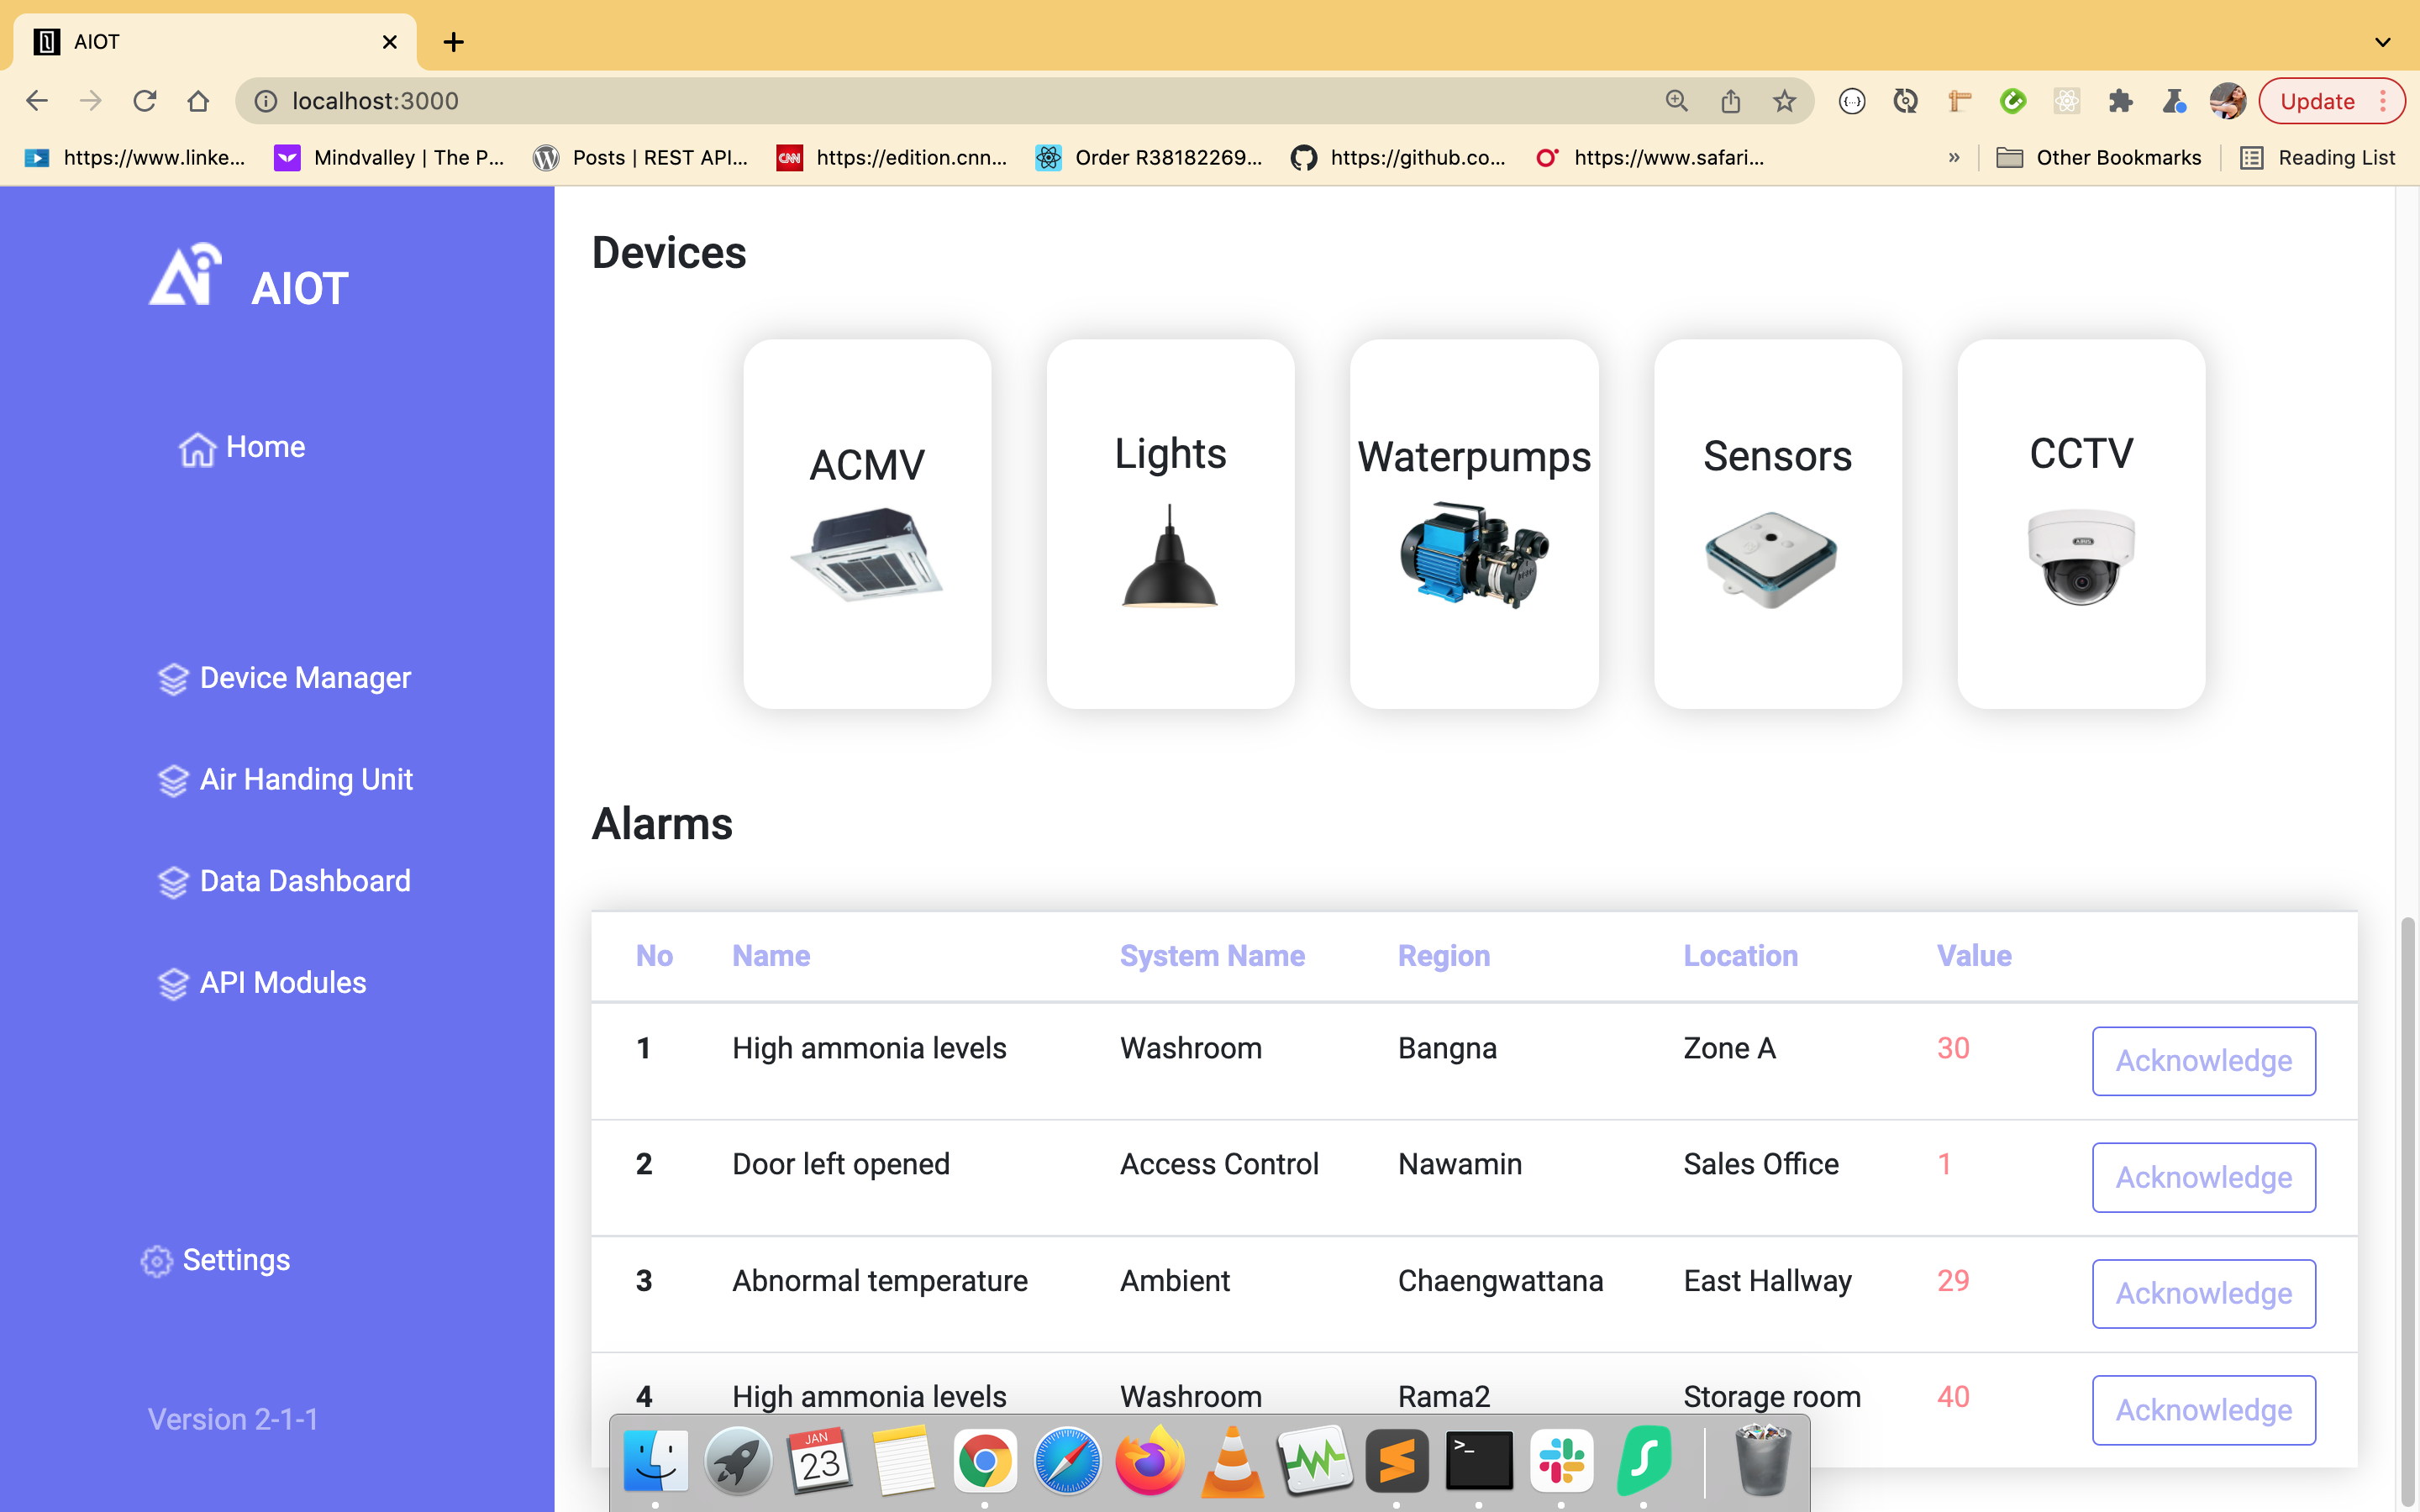 AIOT
localhost:3000
Update
https://www.linke...
Mindvalley | The P...
Posts | REST API...
CNN
https://edition.cnn...
Order R38182269...
https://github.co...
https://www.safari...
»
Other Bookmarks
Reading List
AIOT
Home
Device Manager
Air Handing Unit
Data Dashboard
API Modules
Settings
Version 2-1-1
Devices
ACMV
Lights
Waterpumps
Sensors
CCTV
Alarms
No Name System Name Region Location Value
1 High ammonia levels Washroom Bangna Zone A 30 Acknowledge
2 Door left opened Access Control Nawamin Sales Office 1 Acknowledge
3 Abnormal temperature Ambient Chaengwattana East Hallway 29 Acknowledge
4 High ammonia levels Washroom Rama2 Storage room 40 Acknowledge
JAN
23
>_